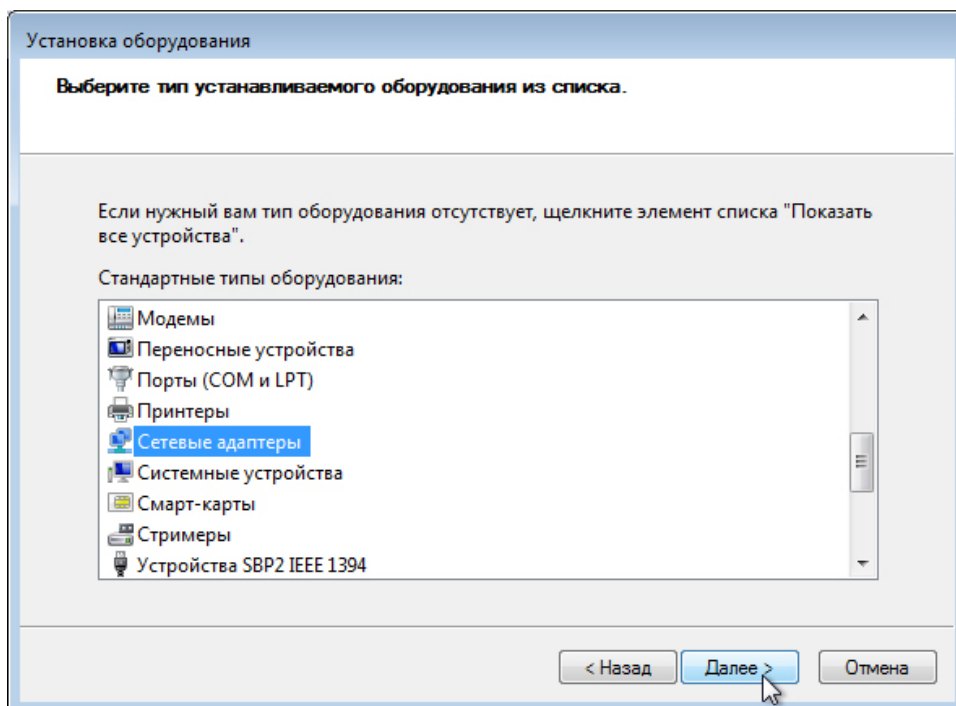 Установка оборудования
Выберите тип устанавливаемого оборудования из списка.
Если нужный вам тип оборудования отсутствует, щелкните элемент списка "Показать
все устройства".
Стандартные типы оборудования:
Модемы
Переносные устройства
Порты (COM и LPT)
Принтеры
Сетевые адаптеры
Системные устройства
Смарт-карты
Стримеры
Устройства SBP2 IEEE 1394
< Назад Далее > Отмена